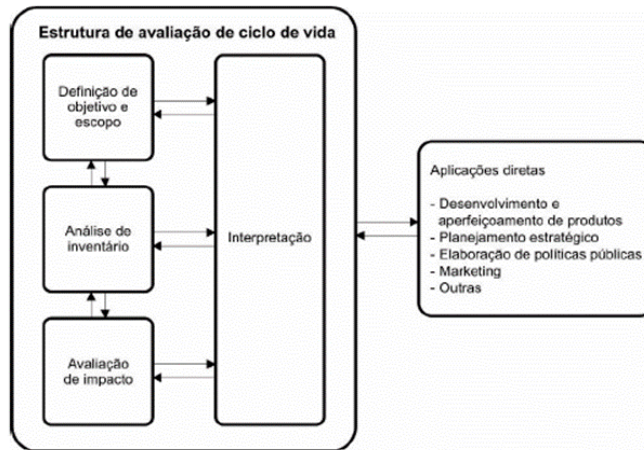 Estrutura de avaliação de ciclo de vida
Definição de
objetivo e
escopo
Análise de
inventário
Avaliação
de impacto
Interpretação
Aplicações diretas
- Desenvolvimento e
aperfeiçoamento de produtos
- Planejamento estratégico
- Elaboração de políticas públicas
- Marketing
- Outras